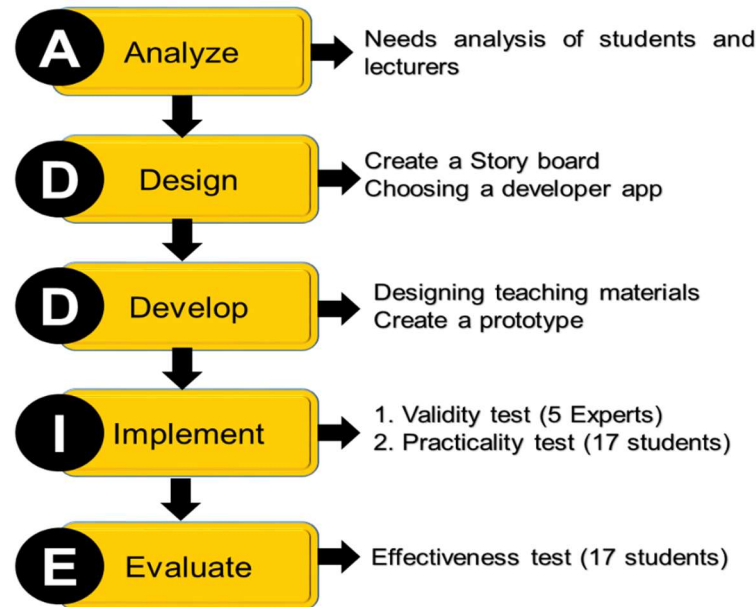 A
Analyze
Needs analysis of students and
lecturers
D
Design
Create a Story board
Choosing a developer app
D
Develop
Designing teaching materials
Create a prototype
I
Implement
1. Validity test (5 Experts)
2. Practicality test (17 students)
E
Evaluate
Effectiveness test (17 students)